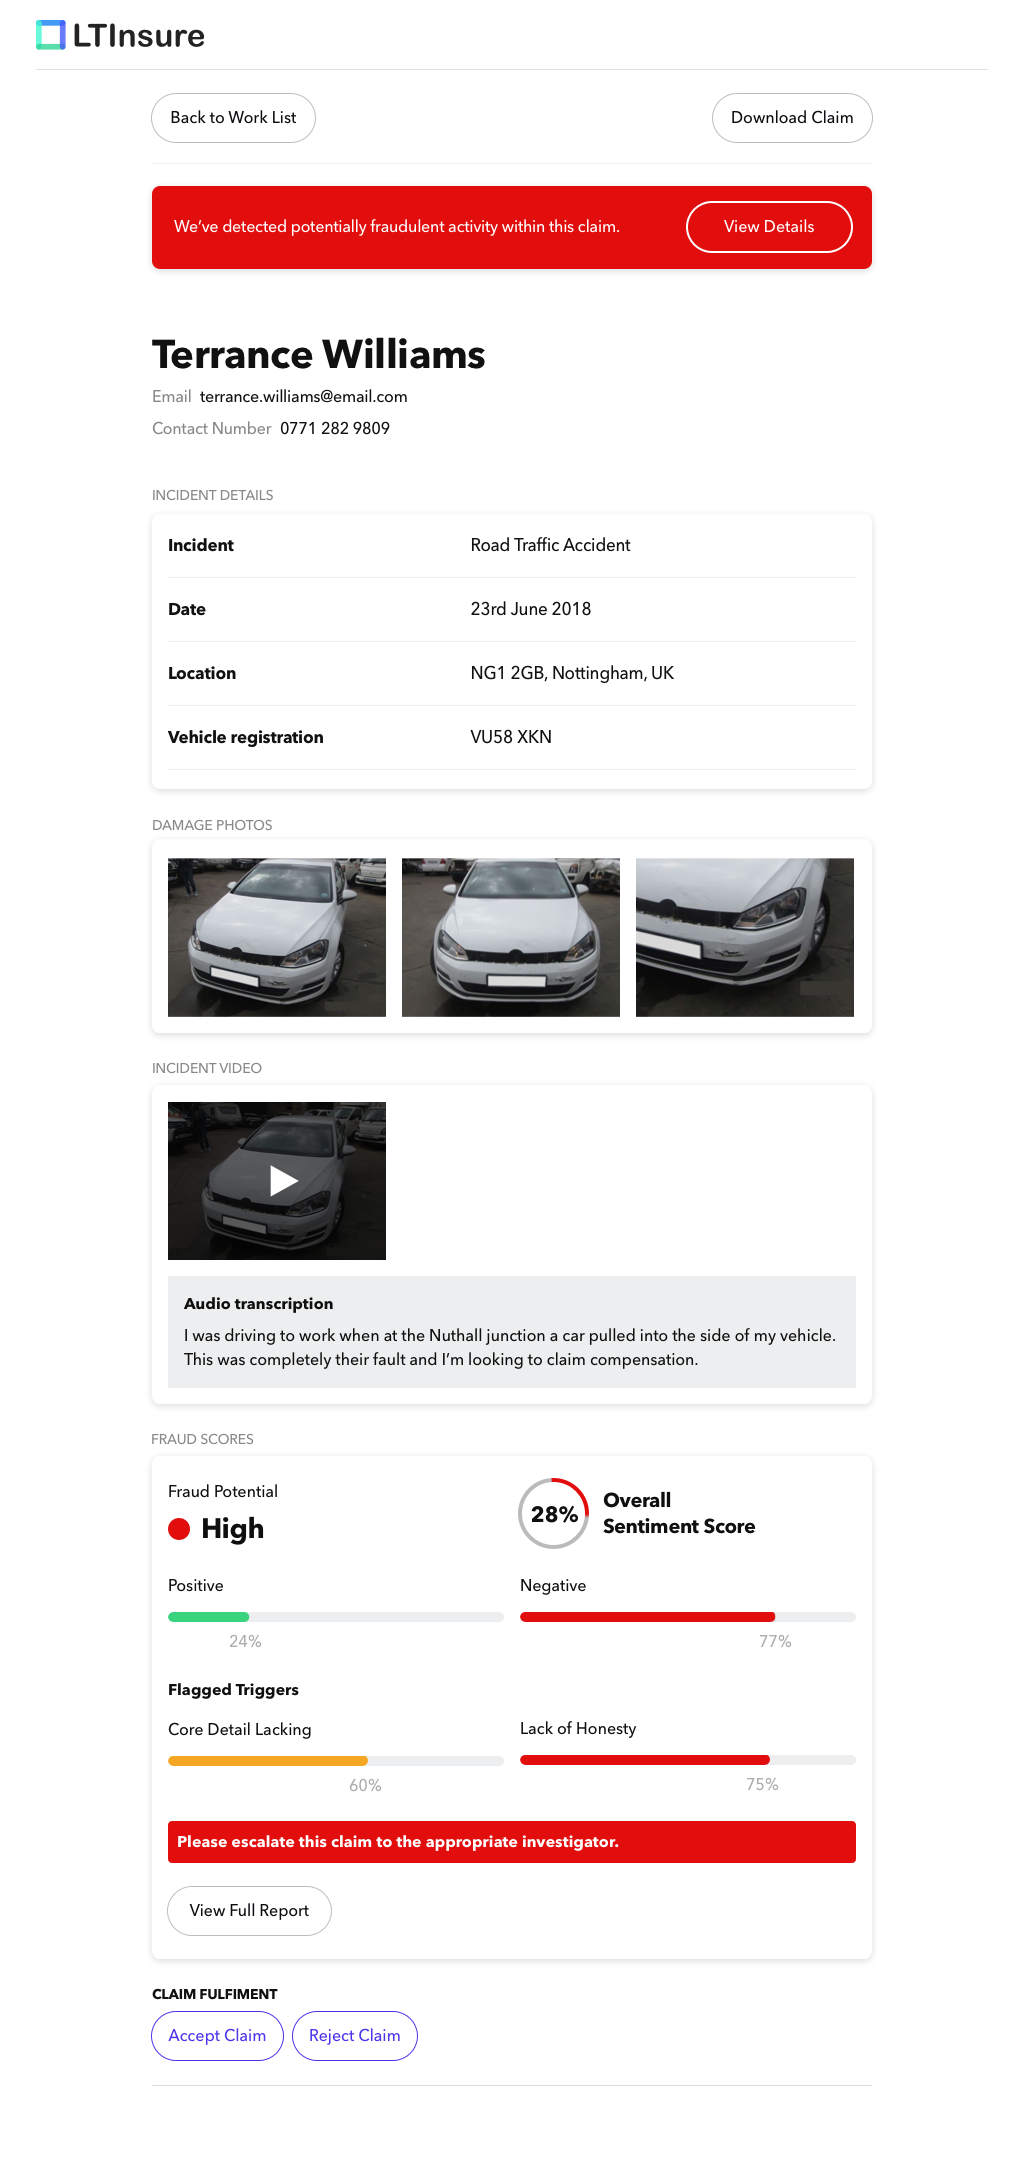 LTInsure
Back to Work List
Download Claim
We’ve detected potentially fraudulent activity within this claim.
View Details
Terrance Williams
Email terrance.williams@email.com
Contact Number 0771 282 9809
INCIDENT DETAILS
Incident Road Traffic Accident
Date 23rd June 2018
Location NG1 2GB, Nottingham, UK
Vehicle registration VU58 XKN
DAMAGE PHOTOS
INCIDENT VIDEO
Audio transcription
I was driving to work when at the Nuthall junction a car pulled into the side of my vehicle.
This was completely their fault and I’m looking to claim compensation.
FRAUD SCORES
Fraud Potential
High
28%
Overall
Sentiment Score
Positive
24%
Negative
77%
Flagged Triggers
Core Detail Lacking
60%
Lack of Honesty
75%
Please escalate this claim to the appropriate investigator.
View Full Report
CLAIM FULFIMENT
Accept Claim
Reject Claim